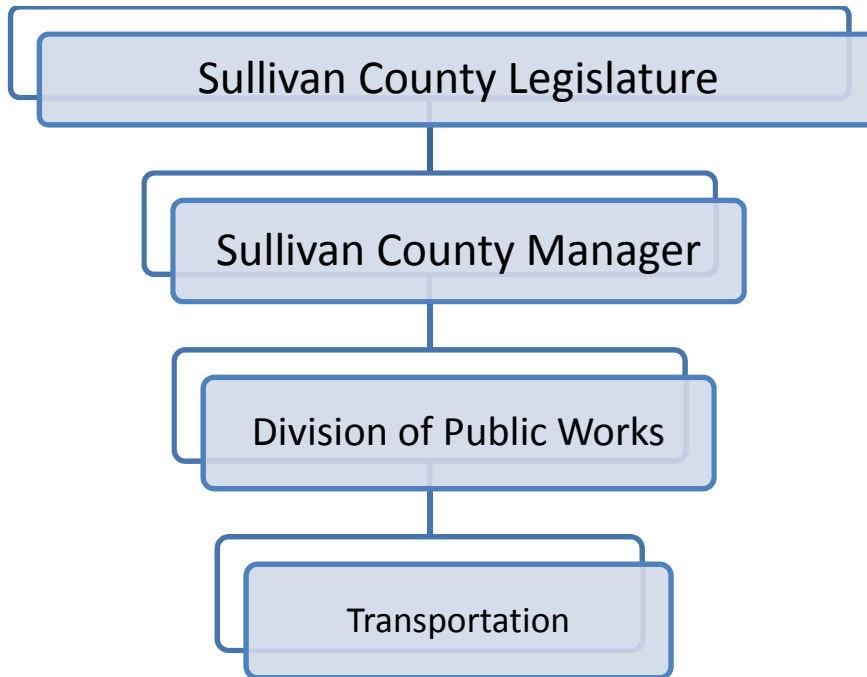 Sullivan County Legislature
Sullivan County Manager
Division of Public Works
Transportation